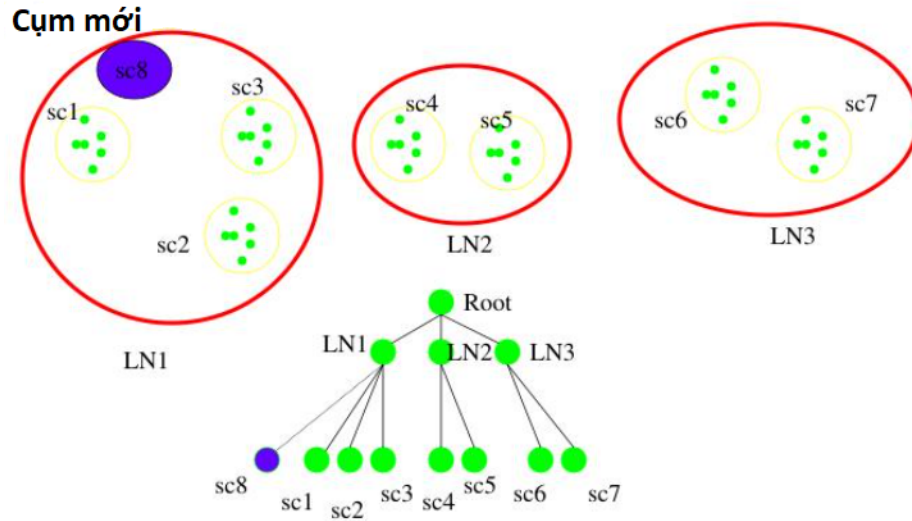 Cụm mới
sc8
sc3
sc1
sc2
LN1
sc4
sc5
LN2
sc6
sc7
LN3
Root
LN1
LN2
LN3
sc8
sc1
sc2
sc3
sc4
sc5
sc6
sc7